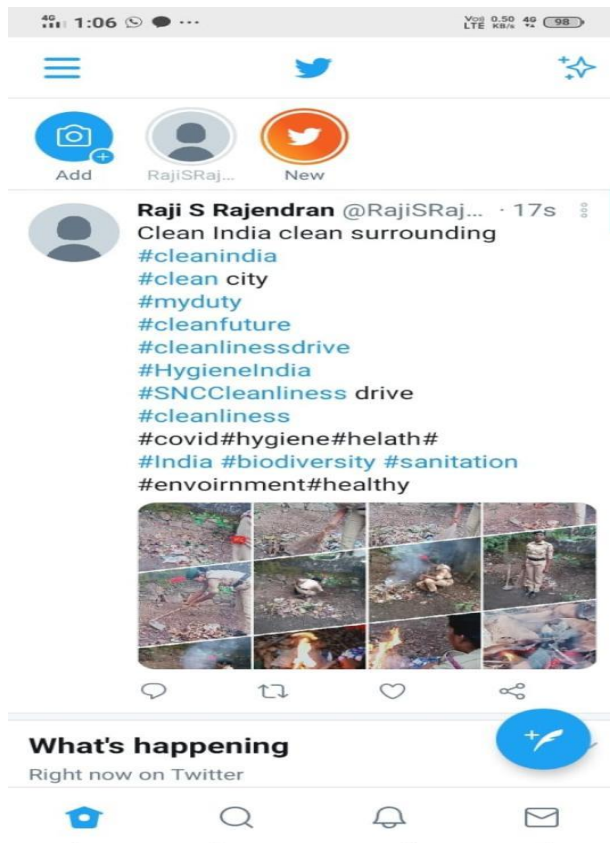 4G 1:06 ... Vo)) LTE 0.50 KB/s 4G 98
Add RajiSRaj... New
Raji S Rajendran @RajiSRaj... · 17s
Clean India clean surrounding
#cleanindia
#clean city
#myduty
#cleanfuture
#cleanlinessdrive
#HygieneIndia
#SNCCleanliness drive
#cleanliness
#covid#hygiene#helath#
#India #biodiversity #sanitation
#envoirnment#healthy
What's happening
Right now on Twitter